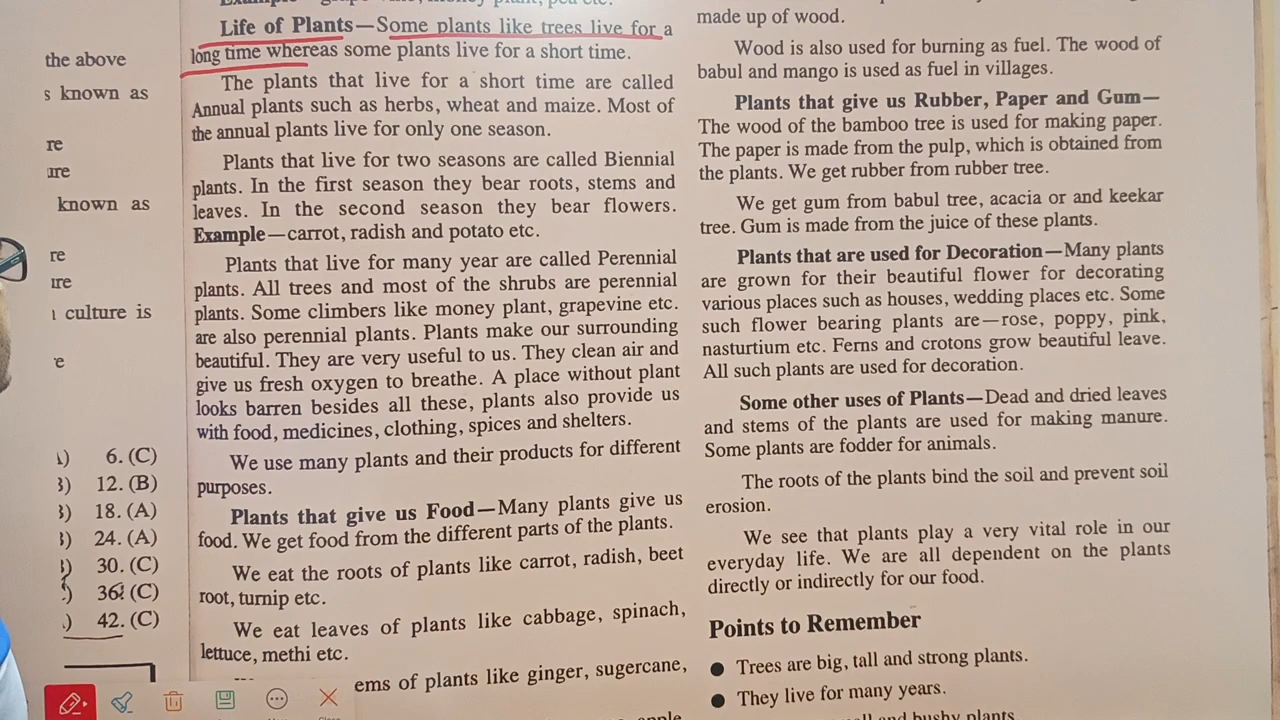 the above
s known as
re
ure
known as
re
ire
culture is
e
6. (C)
12. (B)
18. (A)
24. (A)
30. (C)
36. (C)
42. (C)
Life of Plants—Some plants like trees live for a
long time whereas some plants live for a short time.
The plants that live for a short time are called
Annual plants such as herbs, wheat and maize. Most of
the annual plants live for only one season.
Plants that live for two seasons are called Biennial
plants. In the first season they bear roots, stems and
leaves. In the second season they bear flowers.
Example—carrot, radish and potato etc.
Plants that live for many year are called Perennial
plants. All trees and most of the shrubs are perennial
plants. Some climbers like money plant, grapevine etc.
are also perennial plants. Plants make our surrounding
beautiful. They are very useful to us. They clean air and
give us fresh oxygen to breathe. A place without plant
looks barren besides all these, plants also provide us
with food, medicines, clothing, spices and shelters.
We use many plants and their products for different
purposes.
Plants that give us Food—Many plants give us
food. We get food from the different parts of the plants.
We eat the roots of plants like carrot, radish, beet
root, turnip etc.
We eat leaves of plants like cabbage, spinach,
lettuce, methi etc.
ems of plants like ginger, sugercane,
made up of wood.
Wood is also used for burning as fuel. The wood of
babul and mango is used as fuel in villages.
Plants that give us Rubber, Paper and Gum—
The wood of the bamboo tree is used for making paper.
The paper is made from the pulp, which is obtained from
the plants. We get rubber from rubber tree.
We get gum from babul tree, acacia or and keekar
tree. Gum is made from the juice of these plants.
Plants that are used for Decoration—Many plants
are grown for their beautiful flower for decorating
various places such as houses, wedding places etc. Some
such flower bearing plants are—rose, poppy, pink,
nasturtium etc. Ferns and crotons grow beautiful leave.
All such plants are used for decoration.
Some other uses of Plants—Dead and dried leaves
and stems of the plants are used for making manure.
Some plants are fodder for animals.
The roots of the plants bind the soil and prevent soil
erosion.
We see that plants play a very vital role in our
everyday life. We are all dependent on the plants
directly or indirectly for our food.
Points to Remember
● Trees are big, tall and strong plants.
● They live for many years.